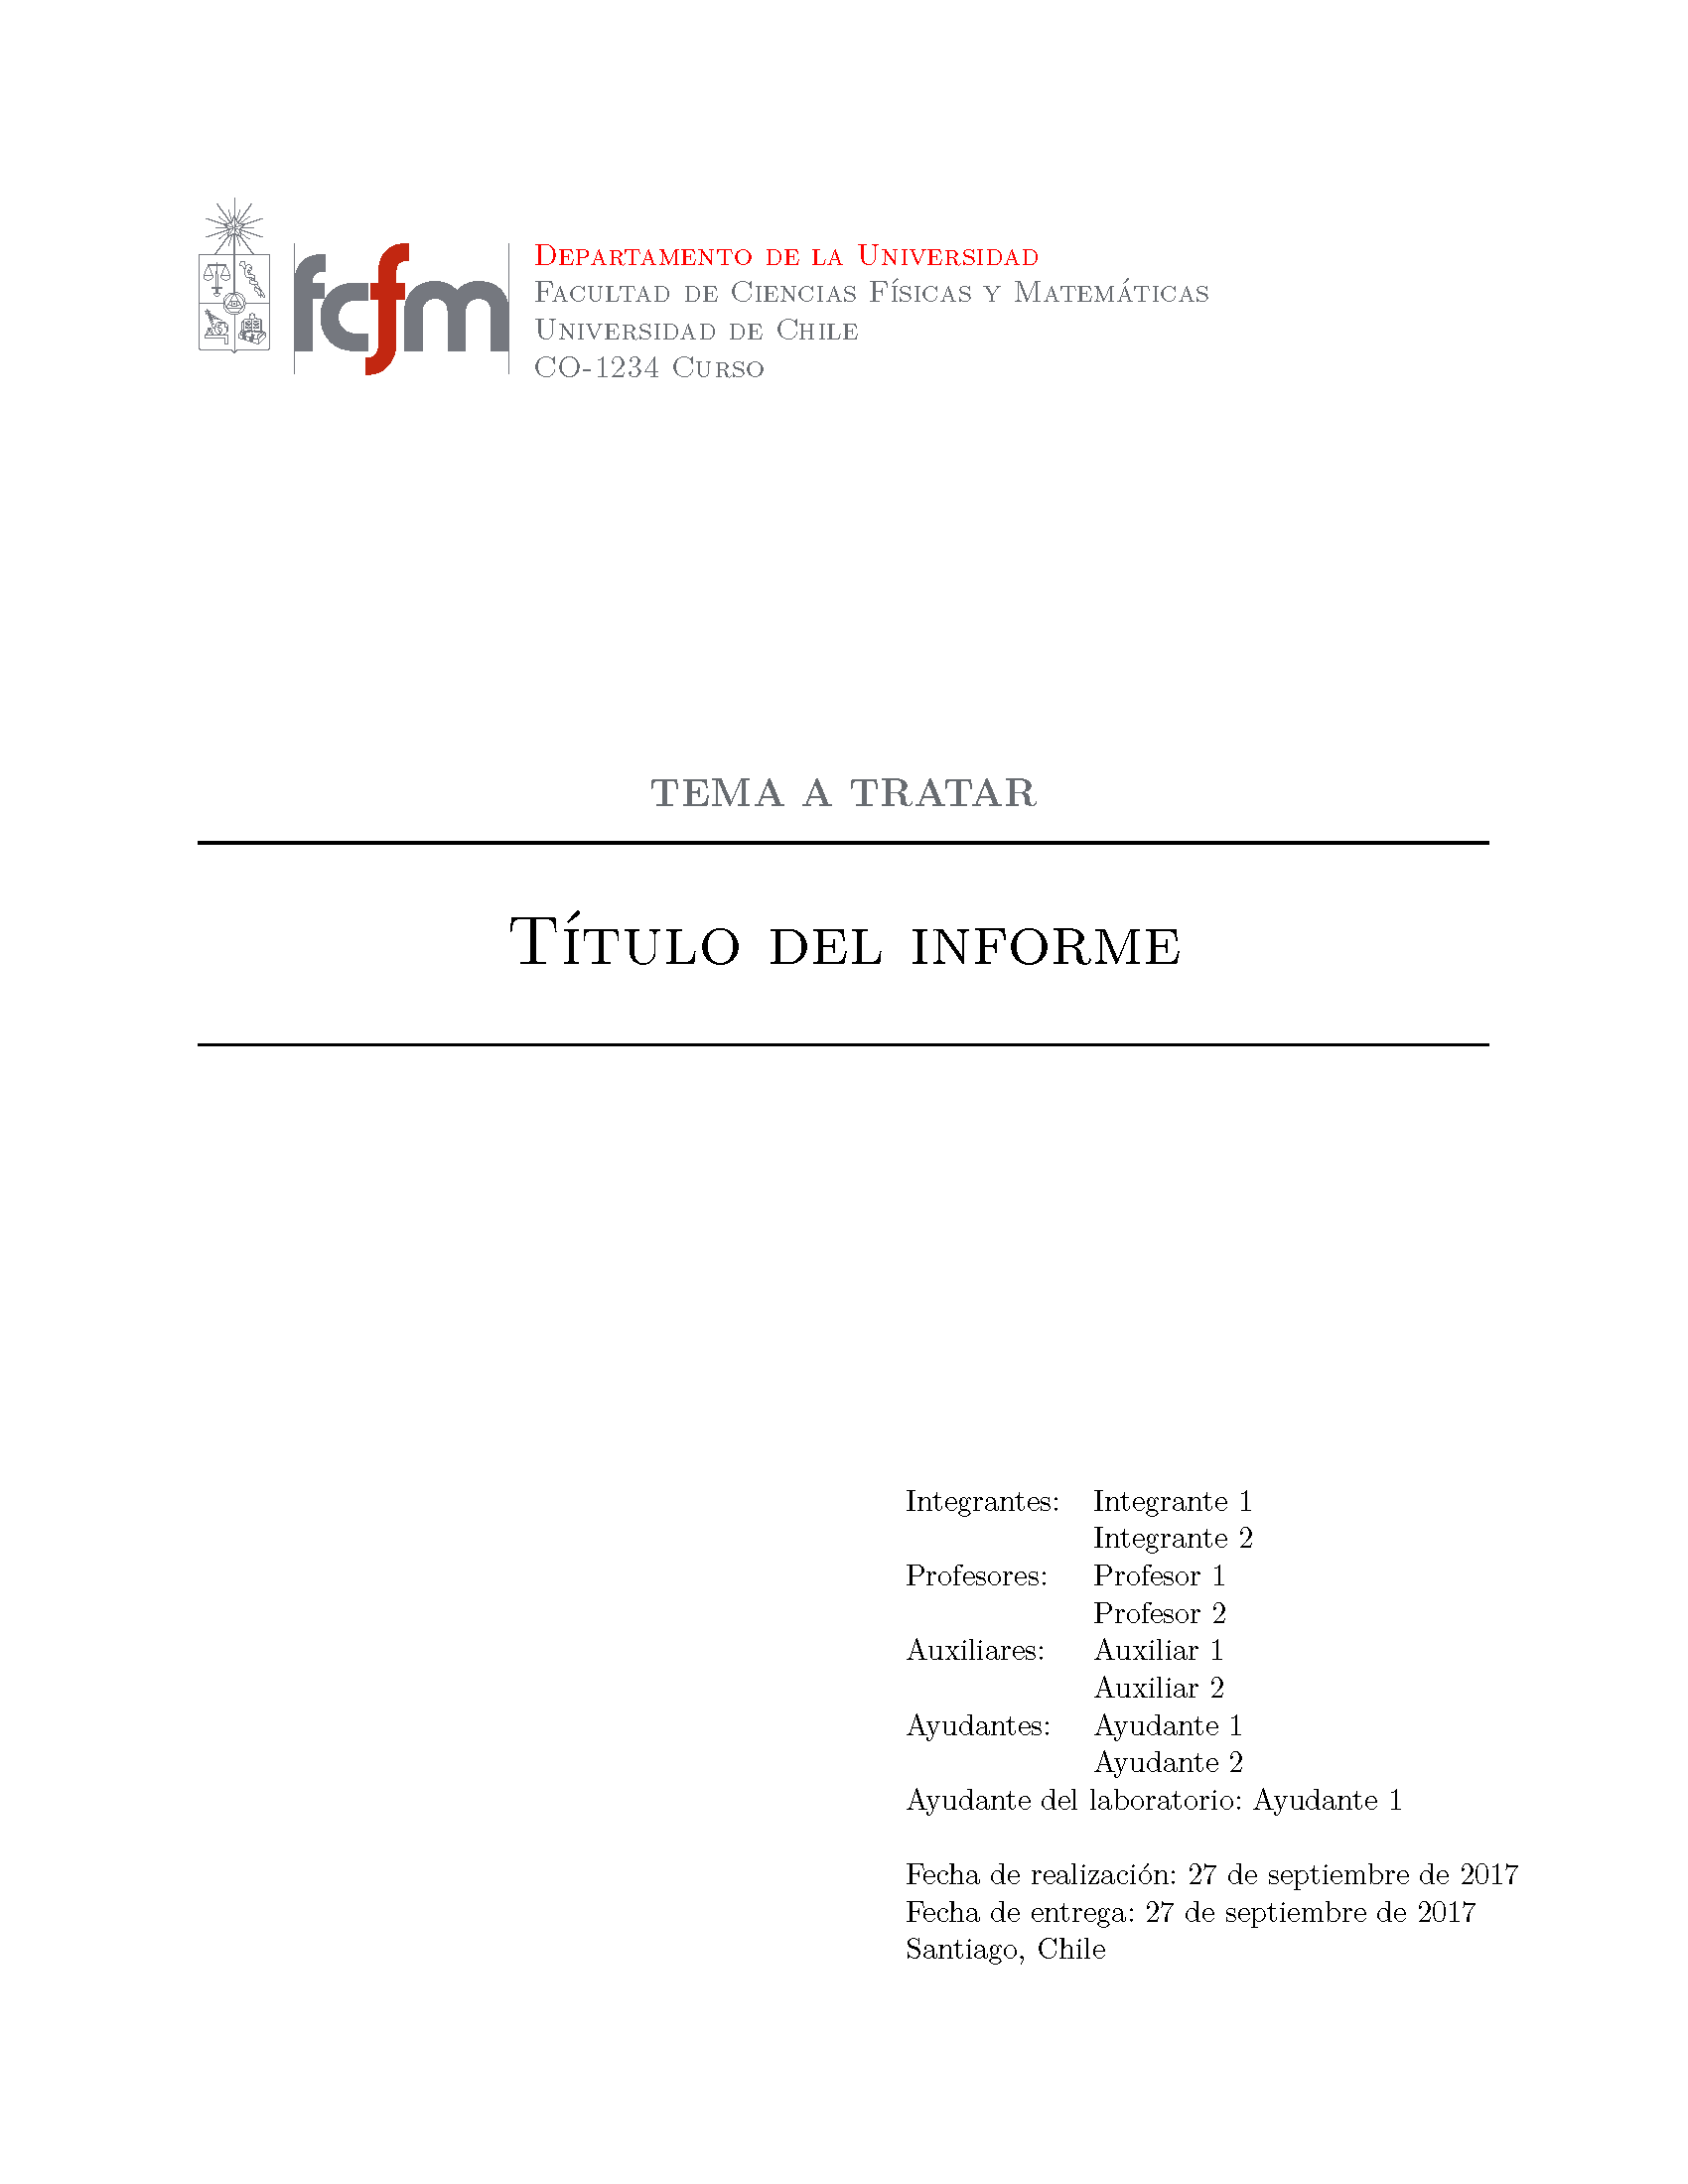 fcfm
Departamento de la Universidad
Facultad de Ciencias Físicas y Matemáticas
Universidad de Chile
CO-1234 Curso
TEMA A TRATAR
Título del informe
Integrantes: Integrante 1
Integrante 2
Profesores: Profesor 1
Profesor 2
Auxiliares: Auxiliar 1
Auxiliar 2
Ayudantes: Ayudante 1
Ayudante 2
Ayudante del laboratorio: Ayudante 1
Fecha de realización: 27 de septiembre de 2017
Fecha de entrega: 27 de septiembre de 2017
Santiago, Chile